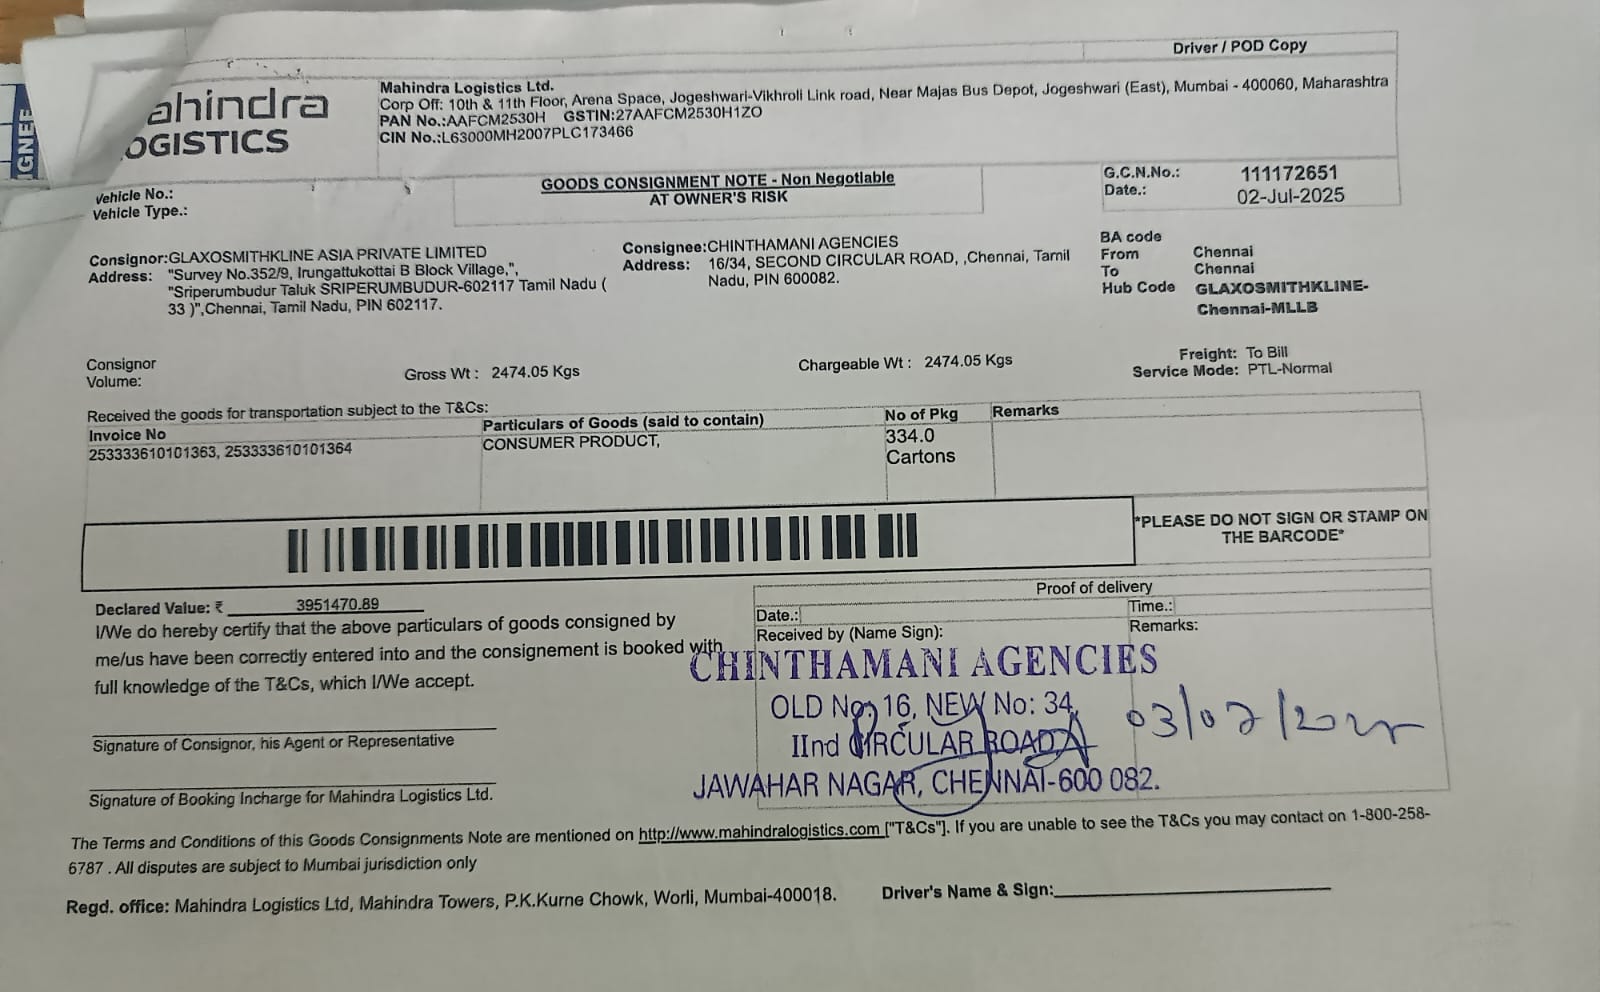 Driver / POD Copy
ahindra
OGISTICS
Mahindra Logistics Ltd.
Corp Off: 10th & 11th Floor, Arena Space, Jogeshwari-Vikhroli Link road, Near Majas Bus Depot, Jogeshwari (East), Mumbai - 400060, Maharashtra
PAN No.:AAFCM2530H GSTIN:27AAFCM2530H1ZO
CIN No.:L63000MH2007PLC173466
IGNEE
Vehicle No.:
Vehicle Type.:
GOODS CONSIGNMENT NOTE - Non Negotiable
AT OWNER'S RISK
G.C.N.No.: 111172651
Date.: 02-Jul-2025
Consignor:GLAXOSMITHKLINE ASIA PRIVATE LIMITED
Address: "Survey No.352/9, Irungattukottai B Block Village,",
"Sriperumbudur Taluk SRIPERUMBUDUR-602117 Tamil Nadu (
33 )",Chennai, Tamil Nadu, PIN 602117.
Consignee:CHINTHAMANI AGENCIES
Address: 16/34, SECOND CIRCULAR ROAD, ,Chennai, Tamil
Nadu, PIN 600082.
BA code
From Chennai
To Chennai
Hub Code GLAXOSMITHKLINE-
Chennai-MLLB
Consignor
Volume:
Gross Wt : 2474.05 Kgs
Chargeable Wt : 2474.05 Kgs
Freight: To Bill
Service Mode: PTL-Normal
Received the goods for transportation subject to the T&Cs:
Invoice No
253333610101363, 253333610101364
Particulars of Goods (said to contain)
CONSUMER PRODUCT,
No of Pkg
334.0
Cartons
Remarks
*PLEASE DO NOT SIGN OR STAMP ON
THE BARCODE*
Declared Value: ₹ 3951470.89
I/We do hereby certify that the above particulars of goods consigned by
me/us have been correctly entered into and the consignement is booked with
full knowledge of the T&Cs, which I/We accept.
Proof of delivery
Date.:
Time.:
Received by (Name Sign):
Remarks:
CHINTHAMANI AGENCIES
OLD No: 16, NEW No: 34,
IInd CIRCULAR ROAD
JAWAHAR NAGAR, CHENNAI-600 082.
03/07/2025
Signature of Consignor, his Agent or Representative
Signature of Booking Incharge for Mahindra Logistics Ltd.
The Terms and Conditions of this Goods Consignments Note are mentioned on http://www.mahindralogistics.com ["T&Cs"]. If you are unable to see the T&Cs you may contact on 1-800-258-
6787 . All disputes are subject to Mumbai jurisdiction only
Regd. office: Mahindra Logistics Ltd, Mahindra Towers, P.K.Kurne Chowk, Worli, Mumbai-400018.
Driver's Name & Sign: